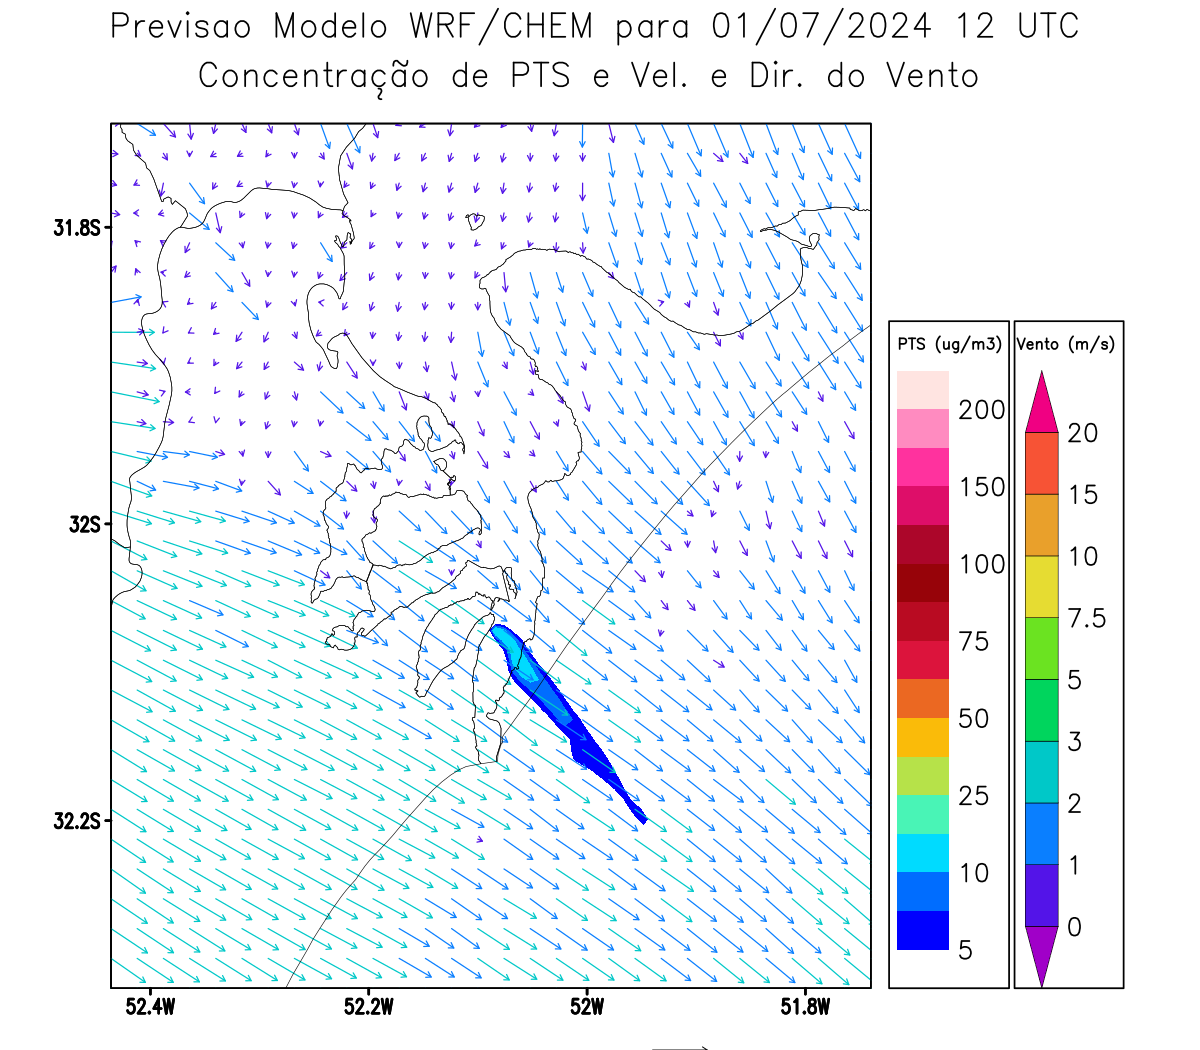 Previsao Modelo WRF/CHEM para 01/07/2024 12 UTC
Concentração de PTS e Vel. e Dir. do Vento
31.8S
32S
32.2S
52.4W
52.2W
52W
51.8W
PTS (ug/m3)
200
150
100
75
50
25
10
5
Vento (m/s)
20
15
10
7.5
5
3
2
1
0